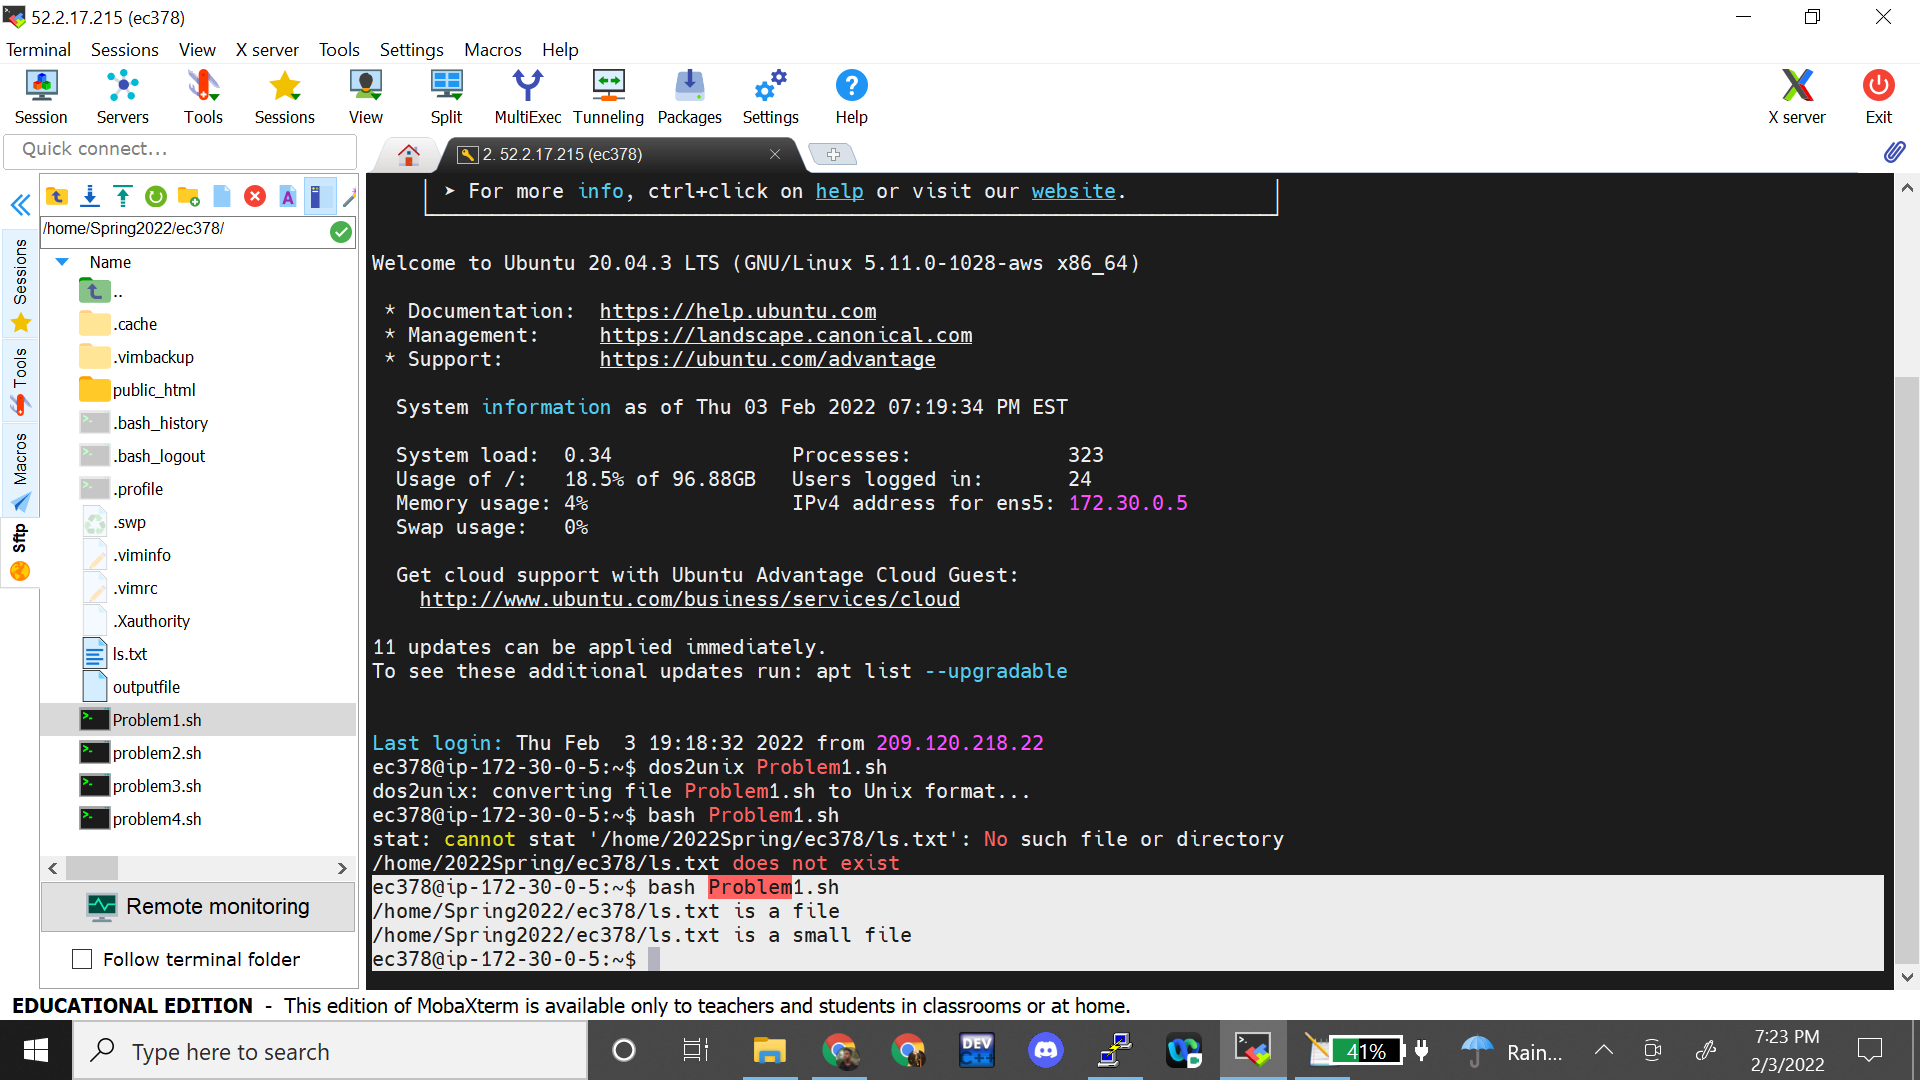 52.2.17.215 (ec378)
Terminal Sessions View X server Tools Settings Macros Help
Session Servers Tools Sessions View Split MultiExec Tunneling Packages Settings Help X server Exit
Quick connect...
2. 52.2.17.215 (ec378)
/home/Spring2022/ec378/
Sessions
Tools
Macros
Sftp
Name
..
.cache
.vimbackup
public_html
.bash_history
.bash_logout
.profile
.swp
.viminfo
.vimrc
.Xauthority
ls.txt
outputfile
Problem1.sh
problem2.sh
problem3.sh
problem4.sh
Remote monitoring
Follow terminal folder
➤ For more info, ctrl+click on help or visit our website.
Welcome to Ubuntu 20.04.3 LTS (GNU/Linux 5.11.0-1028-aws x86_64)
* Documentation: https://help.ubuntu.com
* Management: https://landscape.canonical.com
* Support: https://ubuntu.com/advantage
System information as of Thu 03 Feb 2022 07:19:34 PM EST
System load: 0.34 Processes: 323
Usage of /: 18.5% of 96.88GB Users logged in: 24
Memory usage: 4% IPv4 address for ens5: 172.30.0.5
Swap usage: 0%
Get cloud support with Ubuntu Advantage Cloud Guest:
http://www.ubuntu.com/business/services/cloud
11 updates can be applied immediately.
To see these additional updates run: apt list --upgradable
Last login: Thu Feb  3 19:18:32 2022 from 209.120.218.22
ec378@ip-172-30-0-5:~$ dos2unix Problem1.sh
dos2unix: converting file Problem1.sh to Unix format...
ec378@ip-172-30-0-5:~$ bash Problem1.sh
stat: cannot stat '/home/2022Spring/ec378/ls.txt': No such file or directory
/home/2022Spring/ec378/ls.txt does not exist
ec378@ip-172-30-0-5:~$ bash Problem1.sh
/home/Spring2022/ec378/ls.txt is a file
/home/Spring2022/ec378/ls.txt is a small file
ec378@ip-172-30-0-5:~$
EDUCATIONAL EDITION - This edition of MobaXterm is available only to teachers and students in classrooms or at home.
Type here to search
DEV C++
41%
Rain...
7:23 PM
2/3/2022